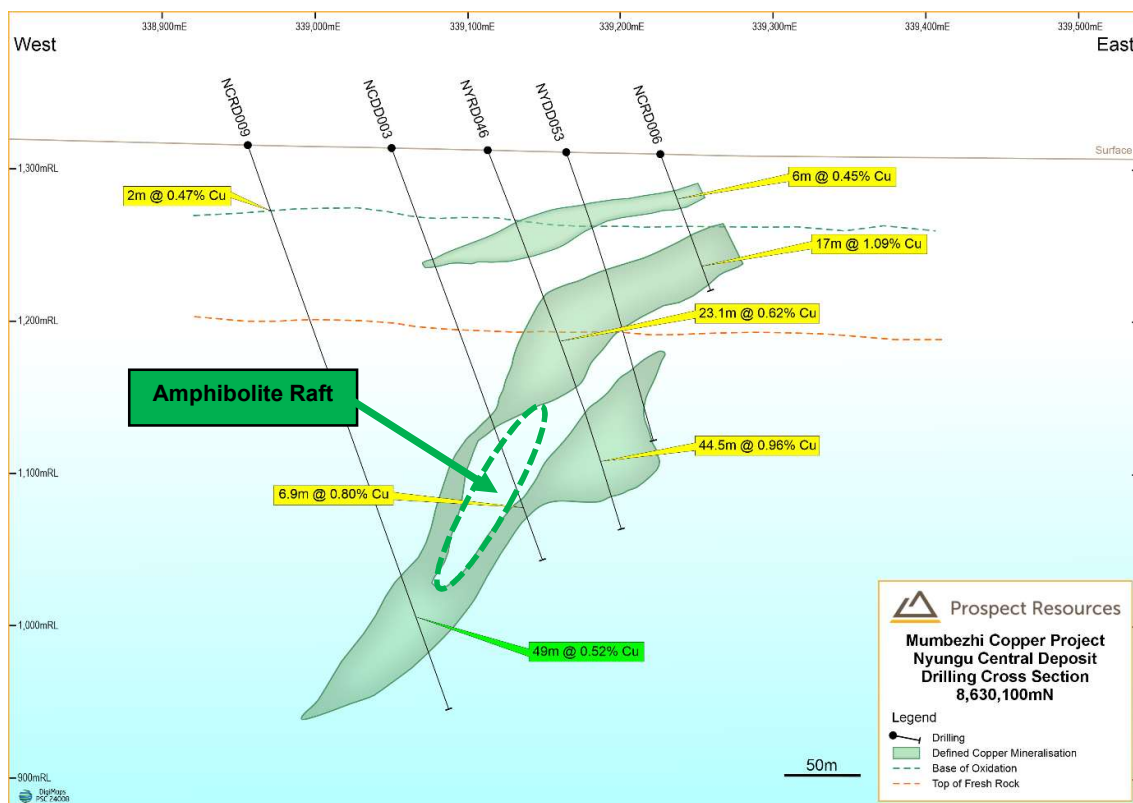 338,900mE 339,000mE 339,100mE 339,200mE 339,300mE 339,400mE 339,500mE
West
East
NCRD009
NCDD003
NYRD046
NYDD053
NCRD006
Surface
1,300mRL
2m @ 0.47% Cu
6m @ 0.45% Cu
17m @ 1.09% Cu
1,200mRL
23.1m @ 0.62% Cu
Amphibolite Raft
1,100mRL
44.5m @ 0.96% Cu
6.9m @ 0.80% Cu
1,000mRL
49m @ 0.52% Cu
900mRL
Prospect Resources
Mumbezhi Copper Project
Nyungu Central Deposit
Drilling Cross Section
8,630,100mN
Legend
Drilling
Defined Copper Mineralisation
Base of Oxidation
Top of Fresh Rock
50m
DigiMaps
PSC 24008